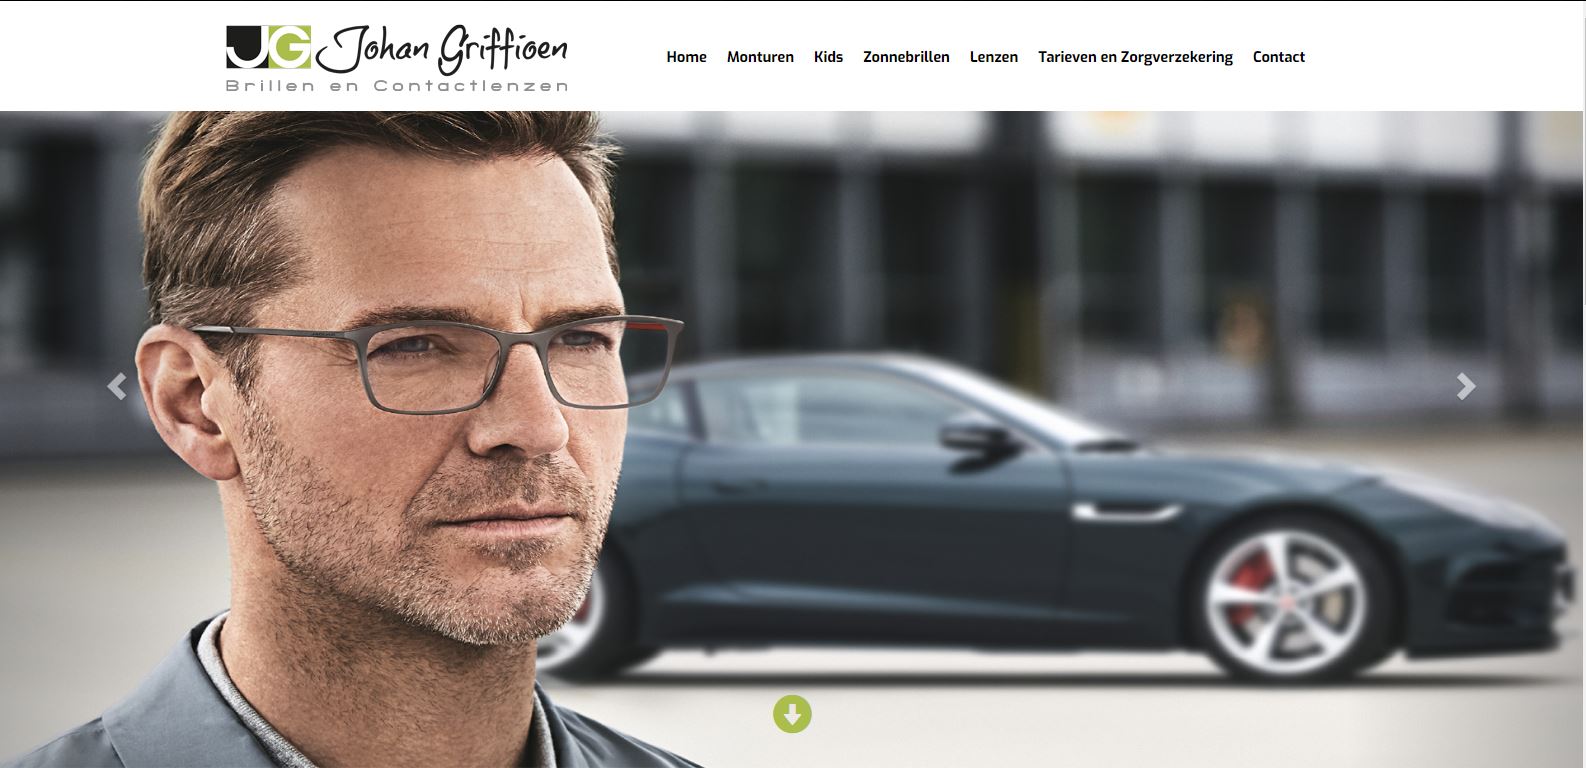 JG Johan Griffioen
Brillen en Contactlenzen
Home Monturen Kids Zonnebrillen Lenzen Tarieven en Zorgverzekering Contact